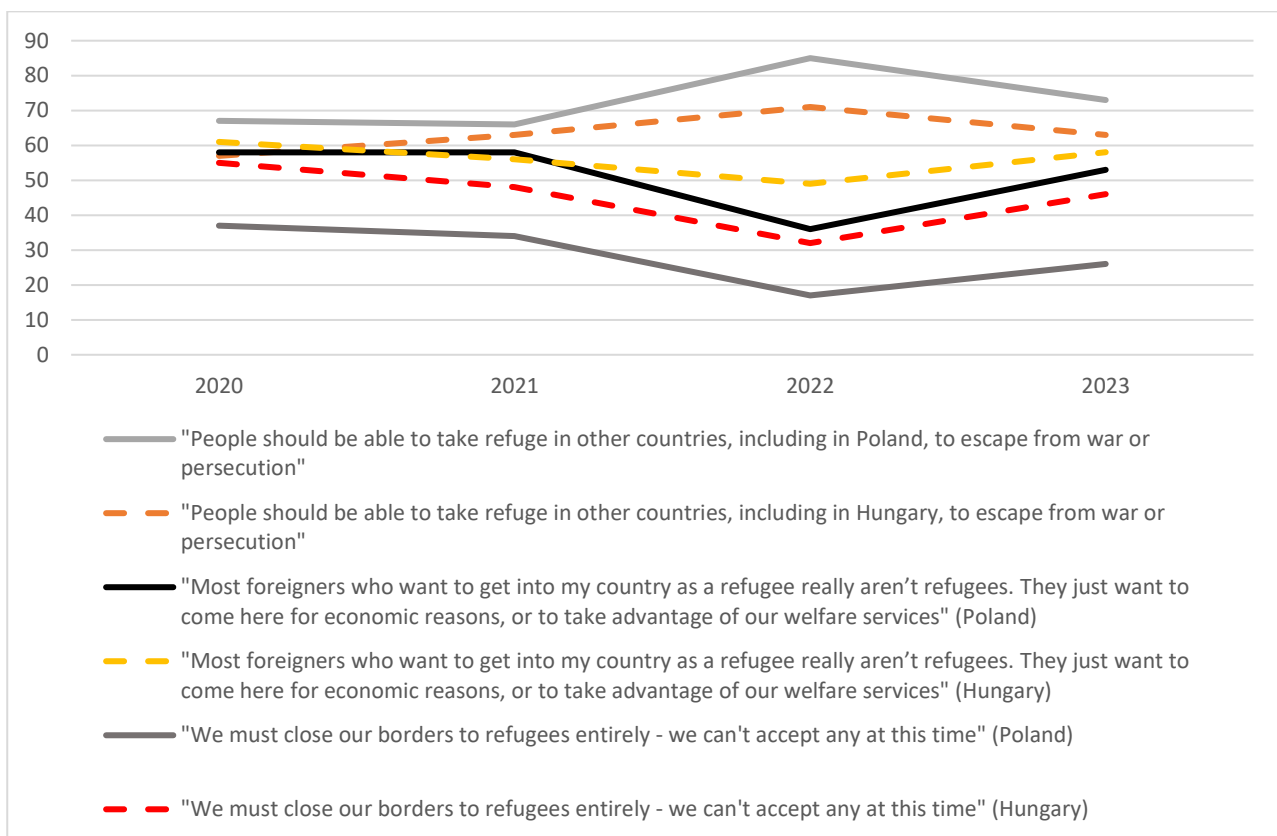 90
80
70
60
50
40
30
20
10
0
2020 2021 2022 2023
"People should be able to take refuge in other countries, including in Poland, to escape from war or
persecution"
"People should be able to take refuge in other countries, including in Hungary, to escape from war or
persecution"
"Most foreigners who want to get into my country as a refugee really aren’t refugees. They just want to
come here for economic reasons, or to take advantage of our welfare services" (Poland)
"Most foreigners who want to get into my country as a refugee really aren’t refugees. They just want to
come here for economic reasons, or to take advantage of our welfare services" (Hungary)
"We must close our borders to refugees entirely - we can't accept any at this time" (Poland)
"We must close our borders to refugees entirely - we can't accept any at this time" (Hungary)